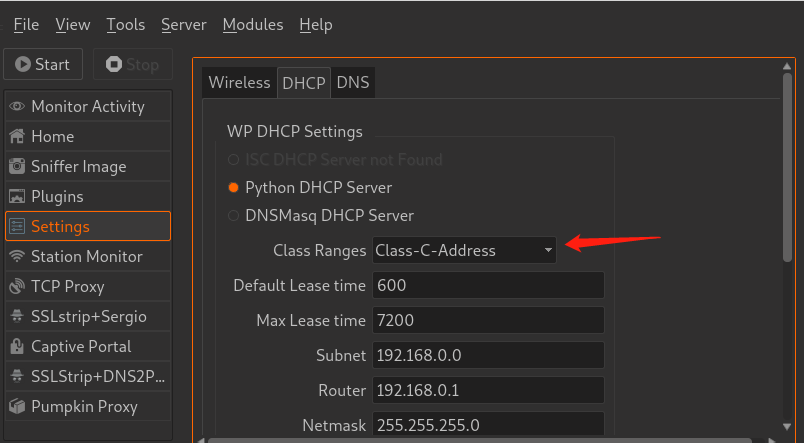 File View Tools Server Modules Help
Start Stop
Monitor Activity
Home
Sniffer Image
Plugins
Settings
Station Monitor
TCP Proxy
SSLstrip+Sergio
Captive Portal
SSLStrip+DNS2P...
Pumpkin Proxy
Wireless DHCP DNS
WP DHCP Settings
ISC DHCP Server not Found
Python DHCP Server
DNSMasq DHCP Server
Class Ranges Class-C-Address
Default Lease time 600
Max Lease time 7200
Subnet 192.168.0.0
Router 192.168.0.1
Netmask 255.255.255.0